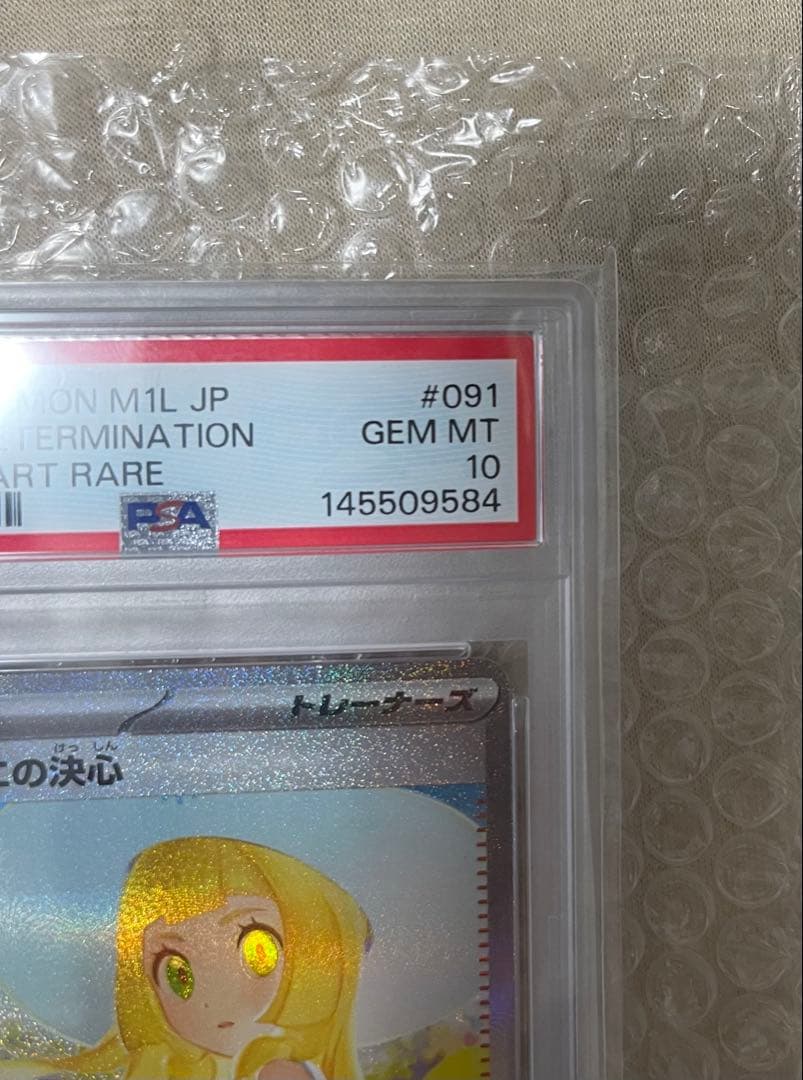 MON M1L JP #091
TERMINATION GEM MT
ART RARE 10
PSA 145509584
トレーナーズ
の決心
けっ しん